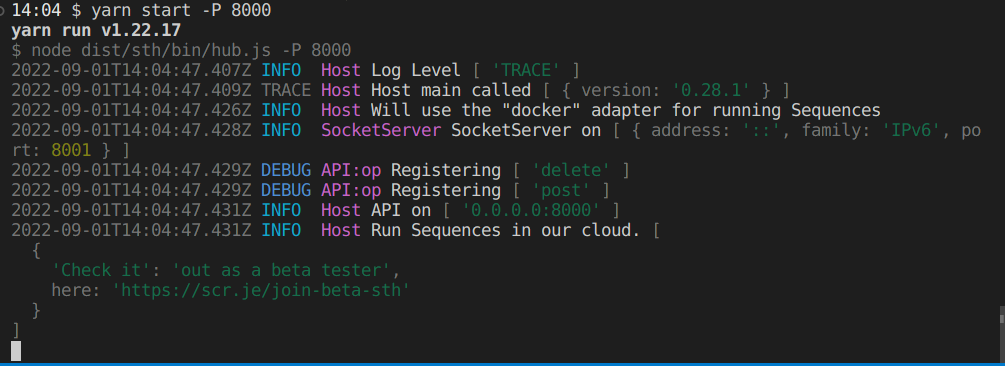 14:04 $ yarn start -P 8000
yarn run v1.22.17
$ node dist/sth/bin/hub.js -P 8000
2022-09-01T14:04:47.407Z INFO  Host Log Level [ 'TRACE' ]
2022-09-01T14:04:47.409Z TRACE Host Host main called [ { version: '0.28.1' } ]
2022-09-01T14:04:47.426Z INFO  Host Will use the "docker" adapter for running Sequences
2022-09-01T14:04:47.428Z INFO  SocketServer SocketServer on [ { address: '::', family: 'IPv6', po
rt: 8001 } ]
2022-09-01T14:04:47.429Z DEBUG API:op Registering [ 'delete' ]
2022-09-01T14:04:47.429Z DEBUG API:op Registering [ 'post' ]
2022-09-01T14:04:47.431Z INFO  Host API on [ '0.0.0.0:8000' ]
2022-09-01T14:04:47.431Z INFO  Host Run Sequences in our cloud. [
  {
    'Check it': 'out as a beta tester',
    here: 'https://scr.je/join-beta-sth'
  }
]